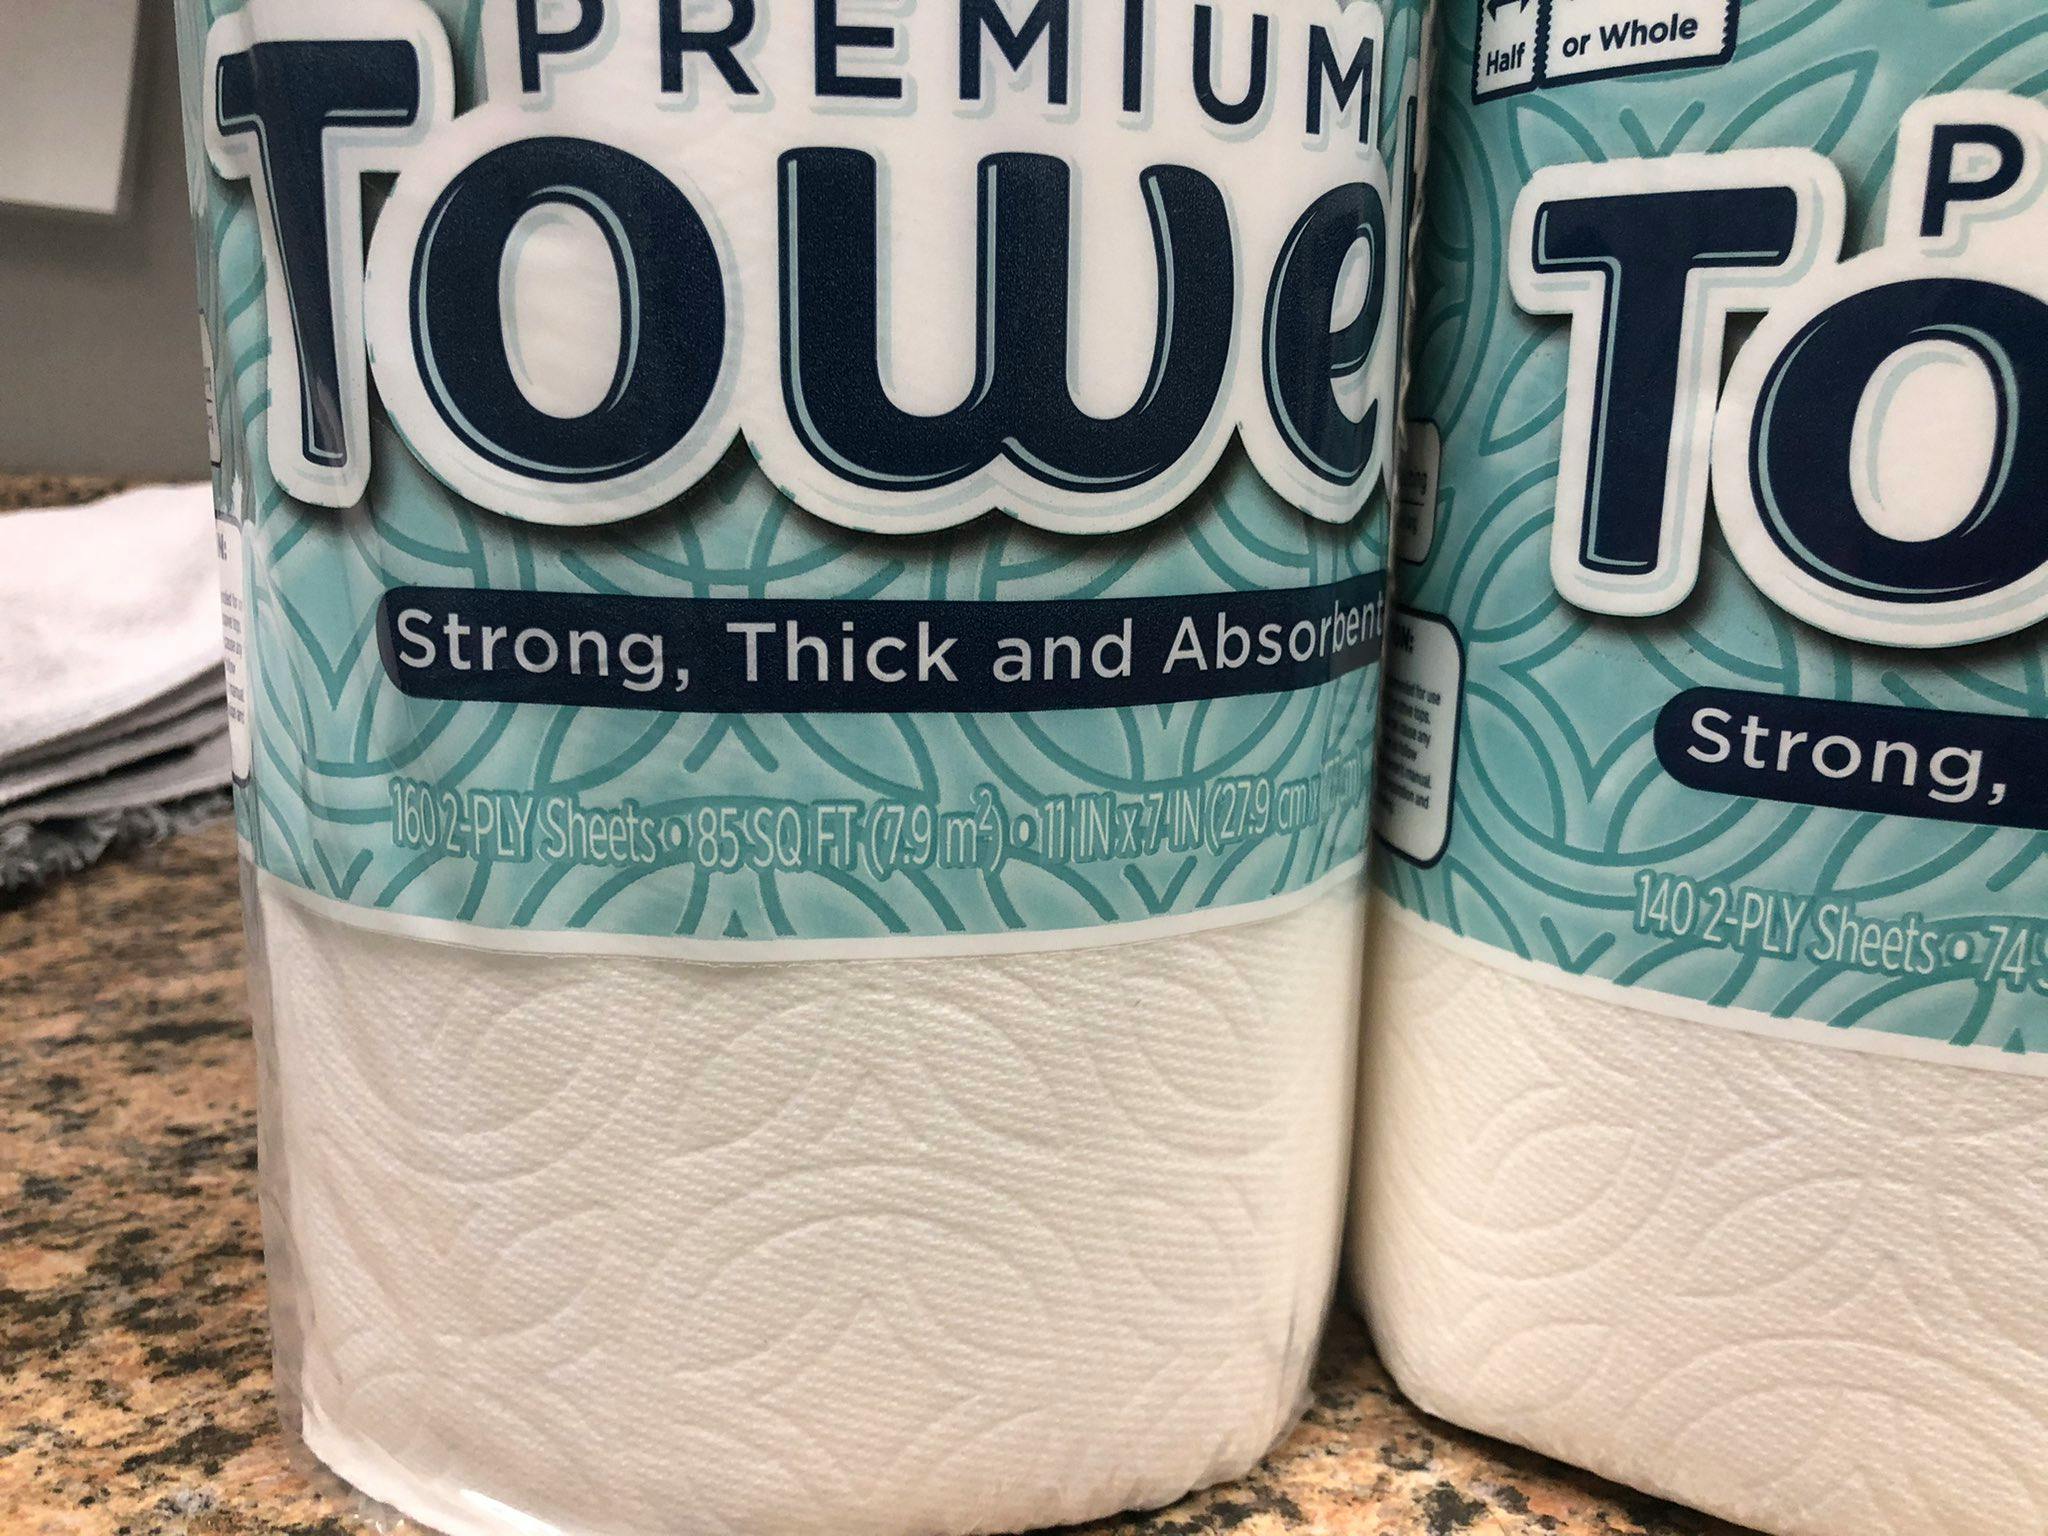 PREMIUM
Towel
Strong, Thick and Absorbent
160 2-PLY Sheets • 85 SQ FT (7.9 m²) • 11 IN x 7 IN (27.9 cm x
Half
or Whole
P
To
Strong,
140 2-PLY Sheets • 74